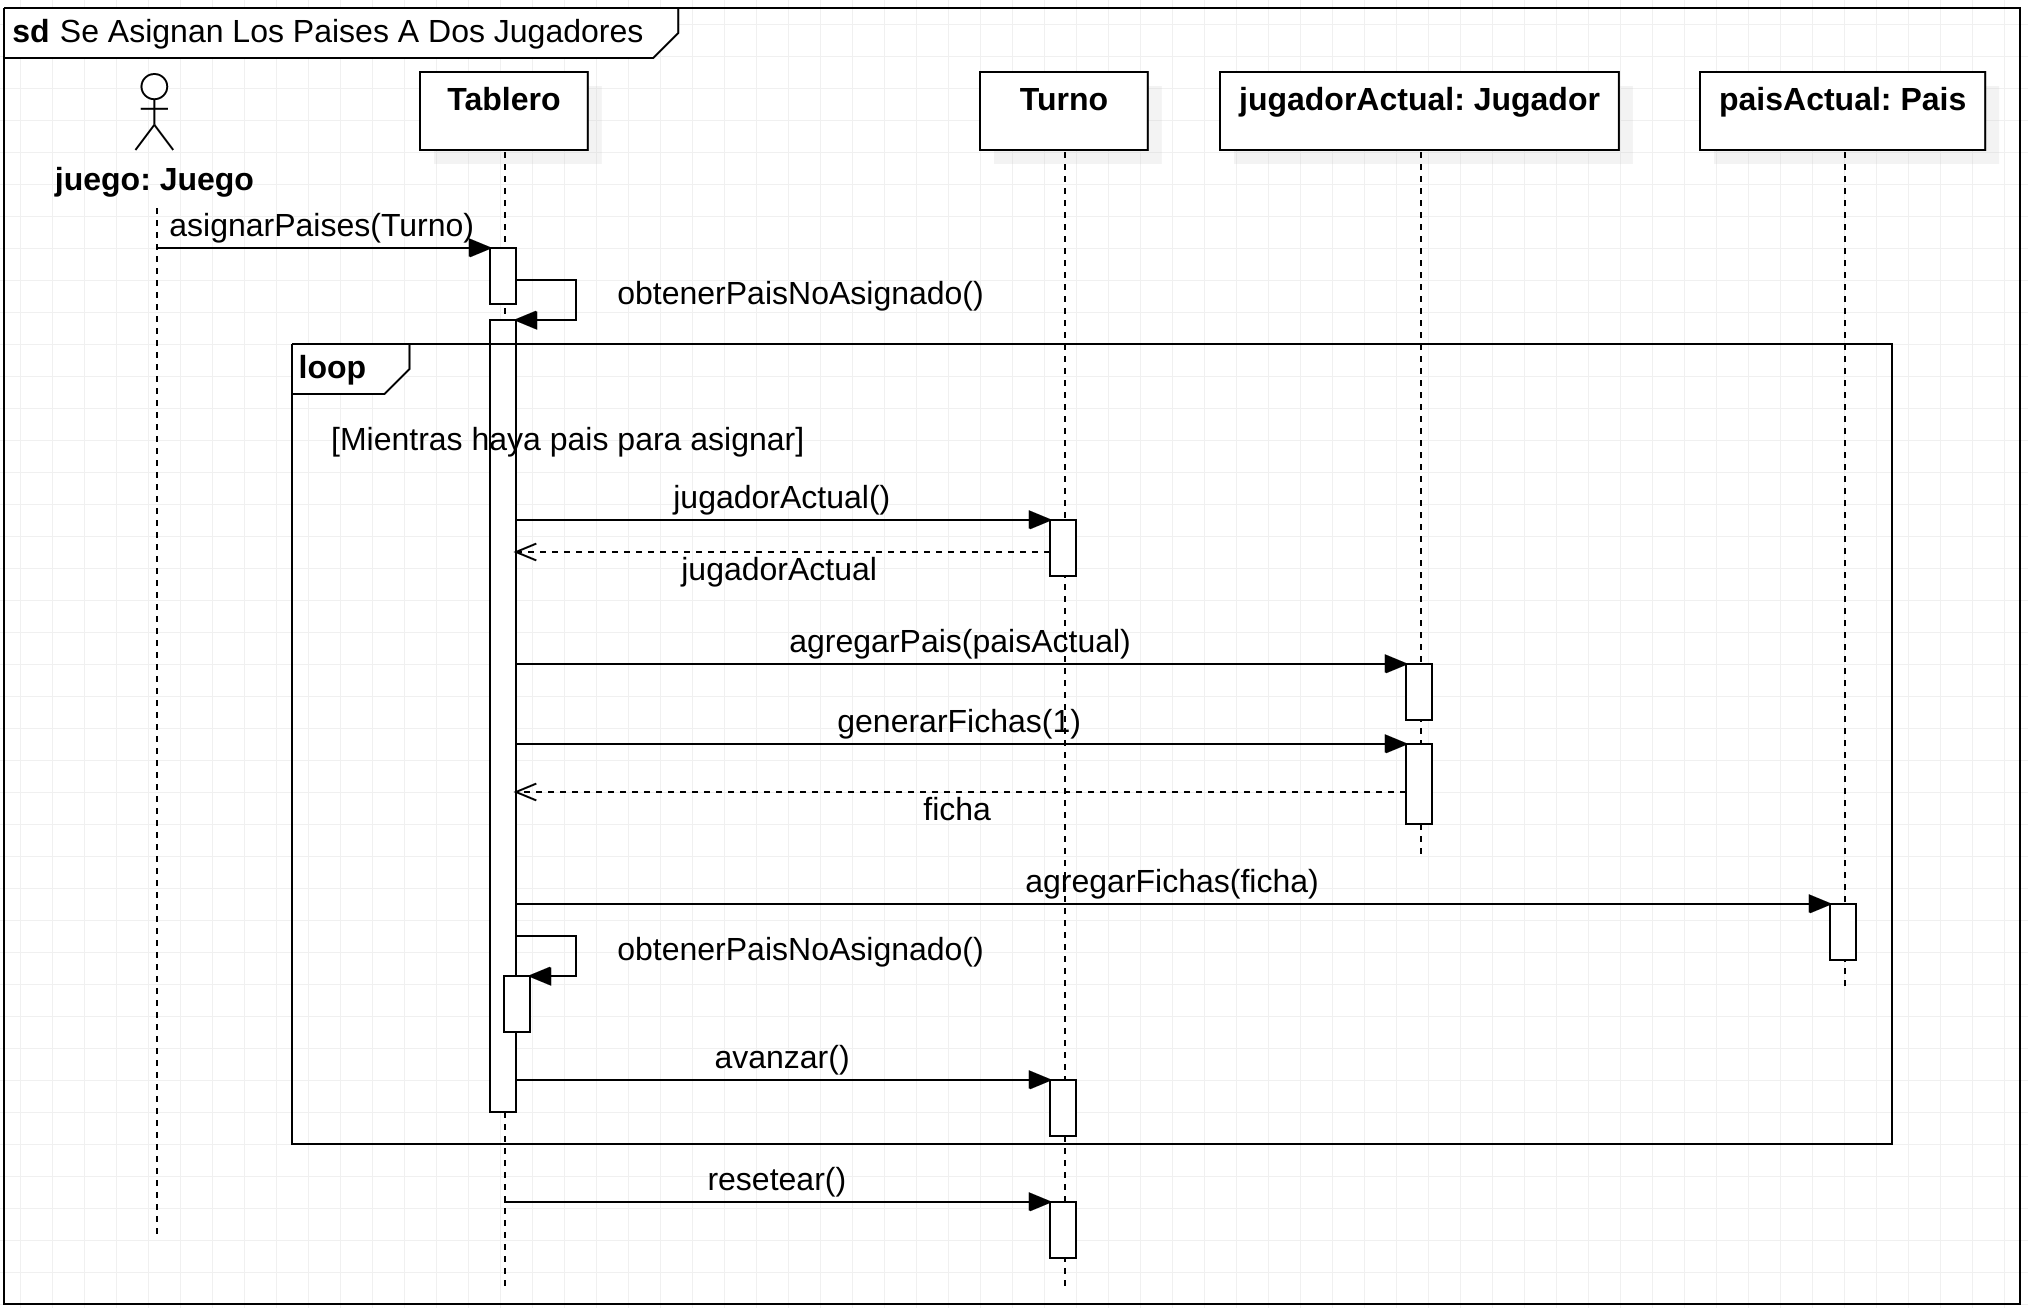 sd Se Asignan Los Paises A Dos Jugadores
juego: Juego
Tablero
Turno
jugadorActual: Jugador
paisActual: Pais
asignarPaises(Turno)
obtenerPaisNoAsignado()
loop
[Mientras haya pais para asignar]
jugadorActual()
jugadorActual
agregarPais(paisActual)
generarFichas(1)
ficha
agregarFichas(ficha)
obtenerPaisNoAsignado()
avanzar()
resetear()